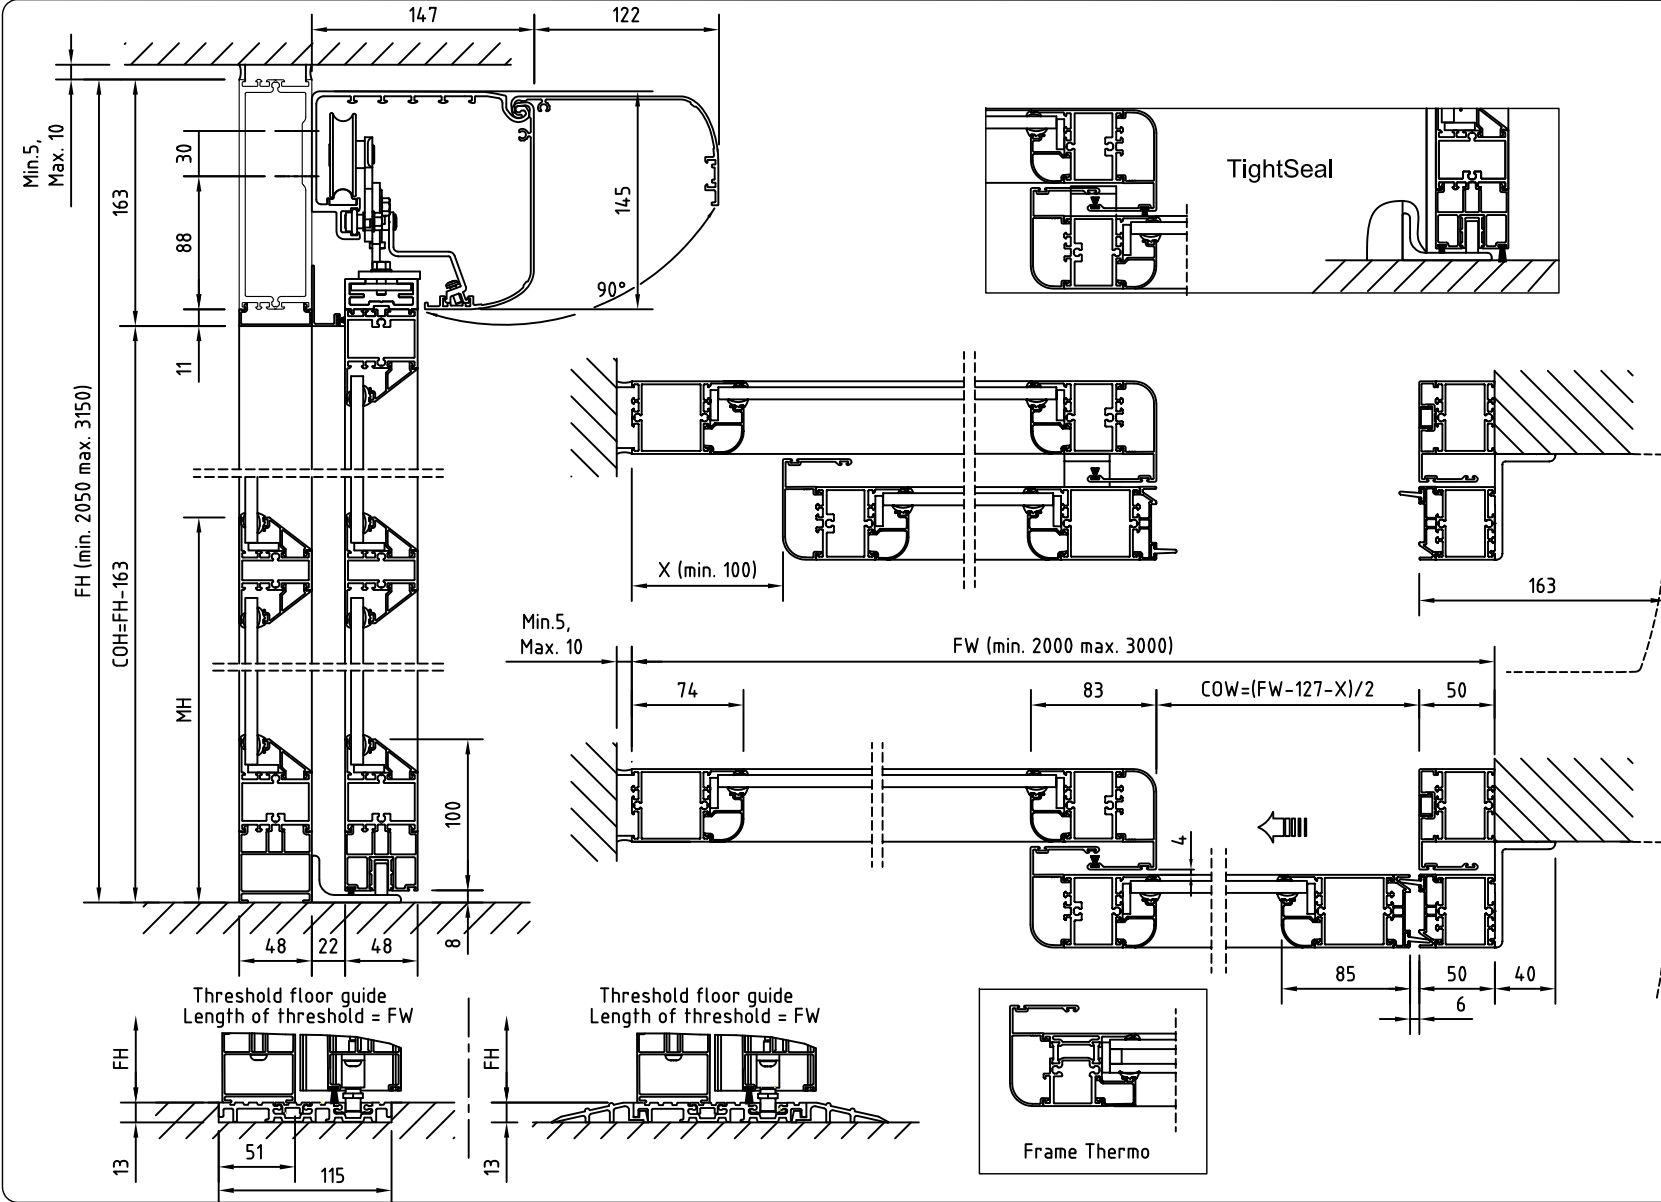 147
122
Min.5,
Max. 10
30
163
88
145
90°
11
TightSeal
FH (min. 2050 max. 3150)
COH=FH-163
MH
100
8
48
22
48
X (min. 100)
163
Min.5,
Max. 10
FW (min. 2000 max. 3000)
74
83
COW=(FW-127-X)/2
50
4
85
50
40
6
Threshold floor guide
Length of threshold = FW
FH
13
51
115
Threshold floor guide
Length of threshold = FW
FH
13
Frame Thermo